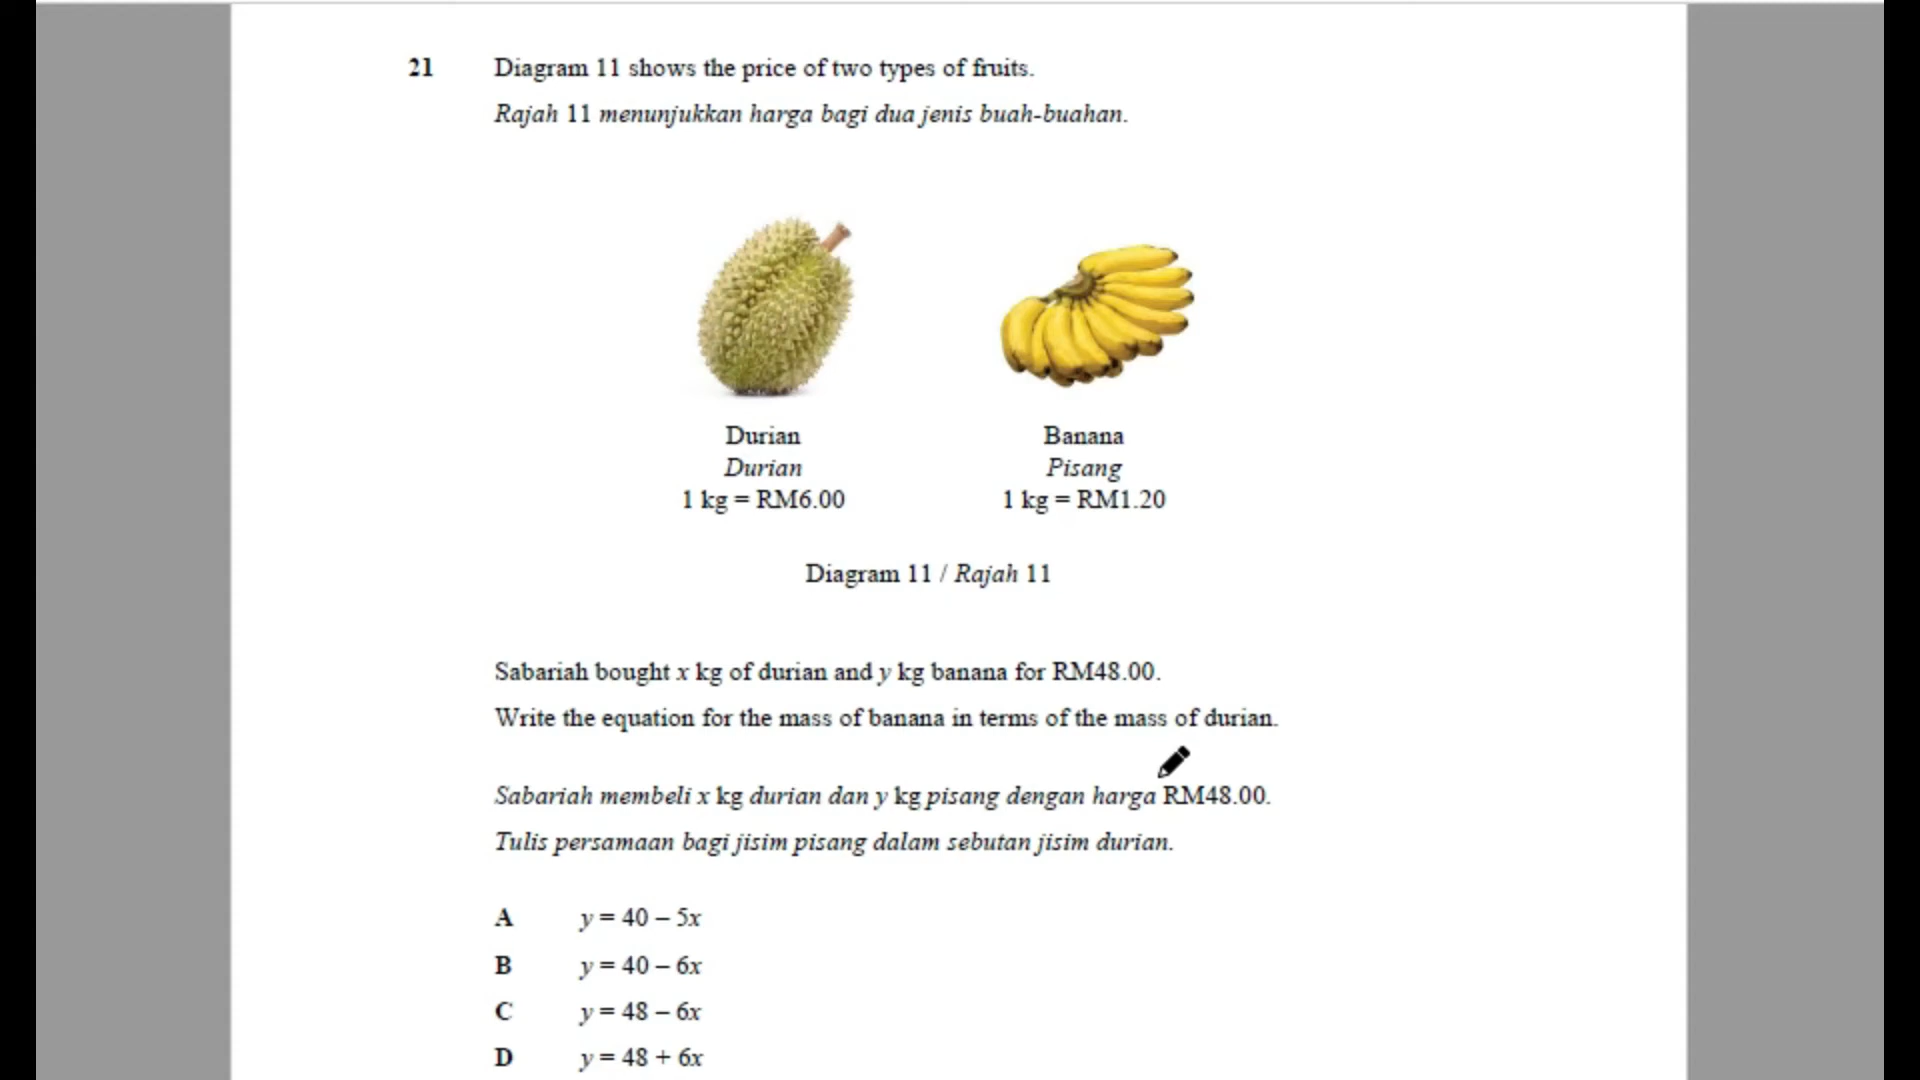 21 Diagram 11 shows the price of two types of fruits.
Rajah 11 menunjukkan harga bagi dua jenis buah-buahan.
Durian Banana
Durian Pisang
1 kg = RM6.00 1 kg = RM1.20
Diagram 11 / Rajah 11
Sabariah bought x kg of durian and y kg banana for RM48.00.
Write the equation for the mass of banana in terms of the mass of durian.
Sabariah membeli x kg durian dan y kg pisang dengan harga RM48.00.
Tulis persamaan bagi jisim pisang dalam sebutan jisim durian.
A y = 40 – 5x
B y = 40 – 6x
C y = 48 – 6x
D y = 48 + 6x